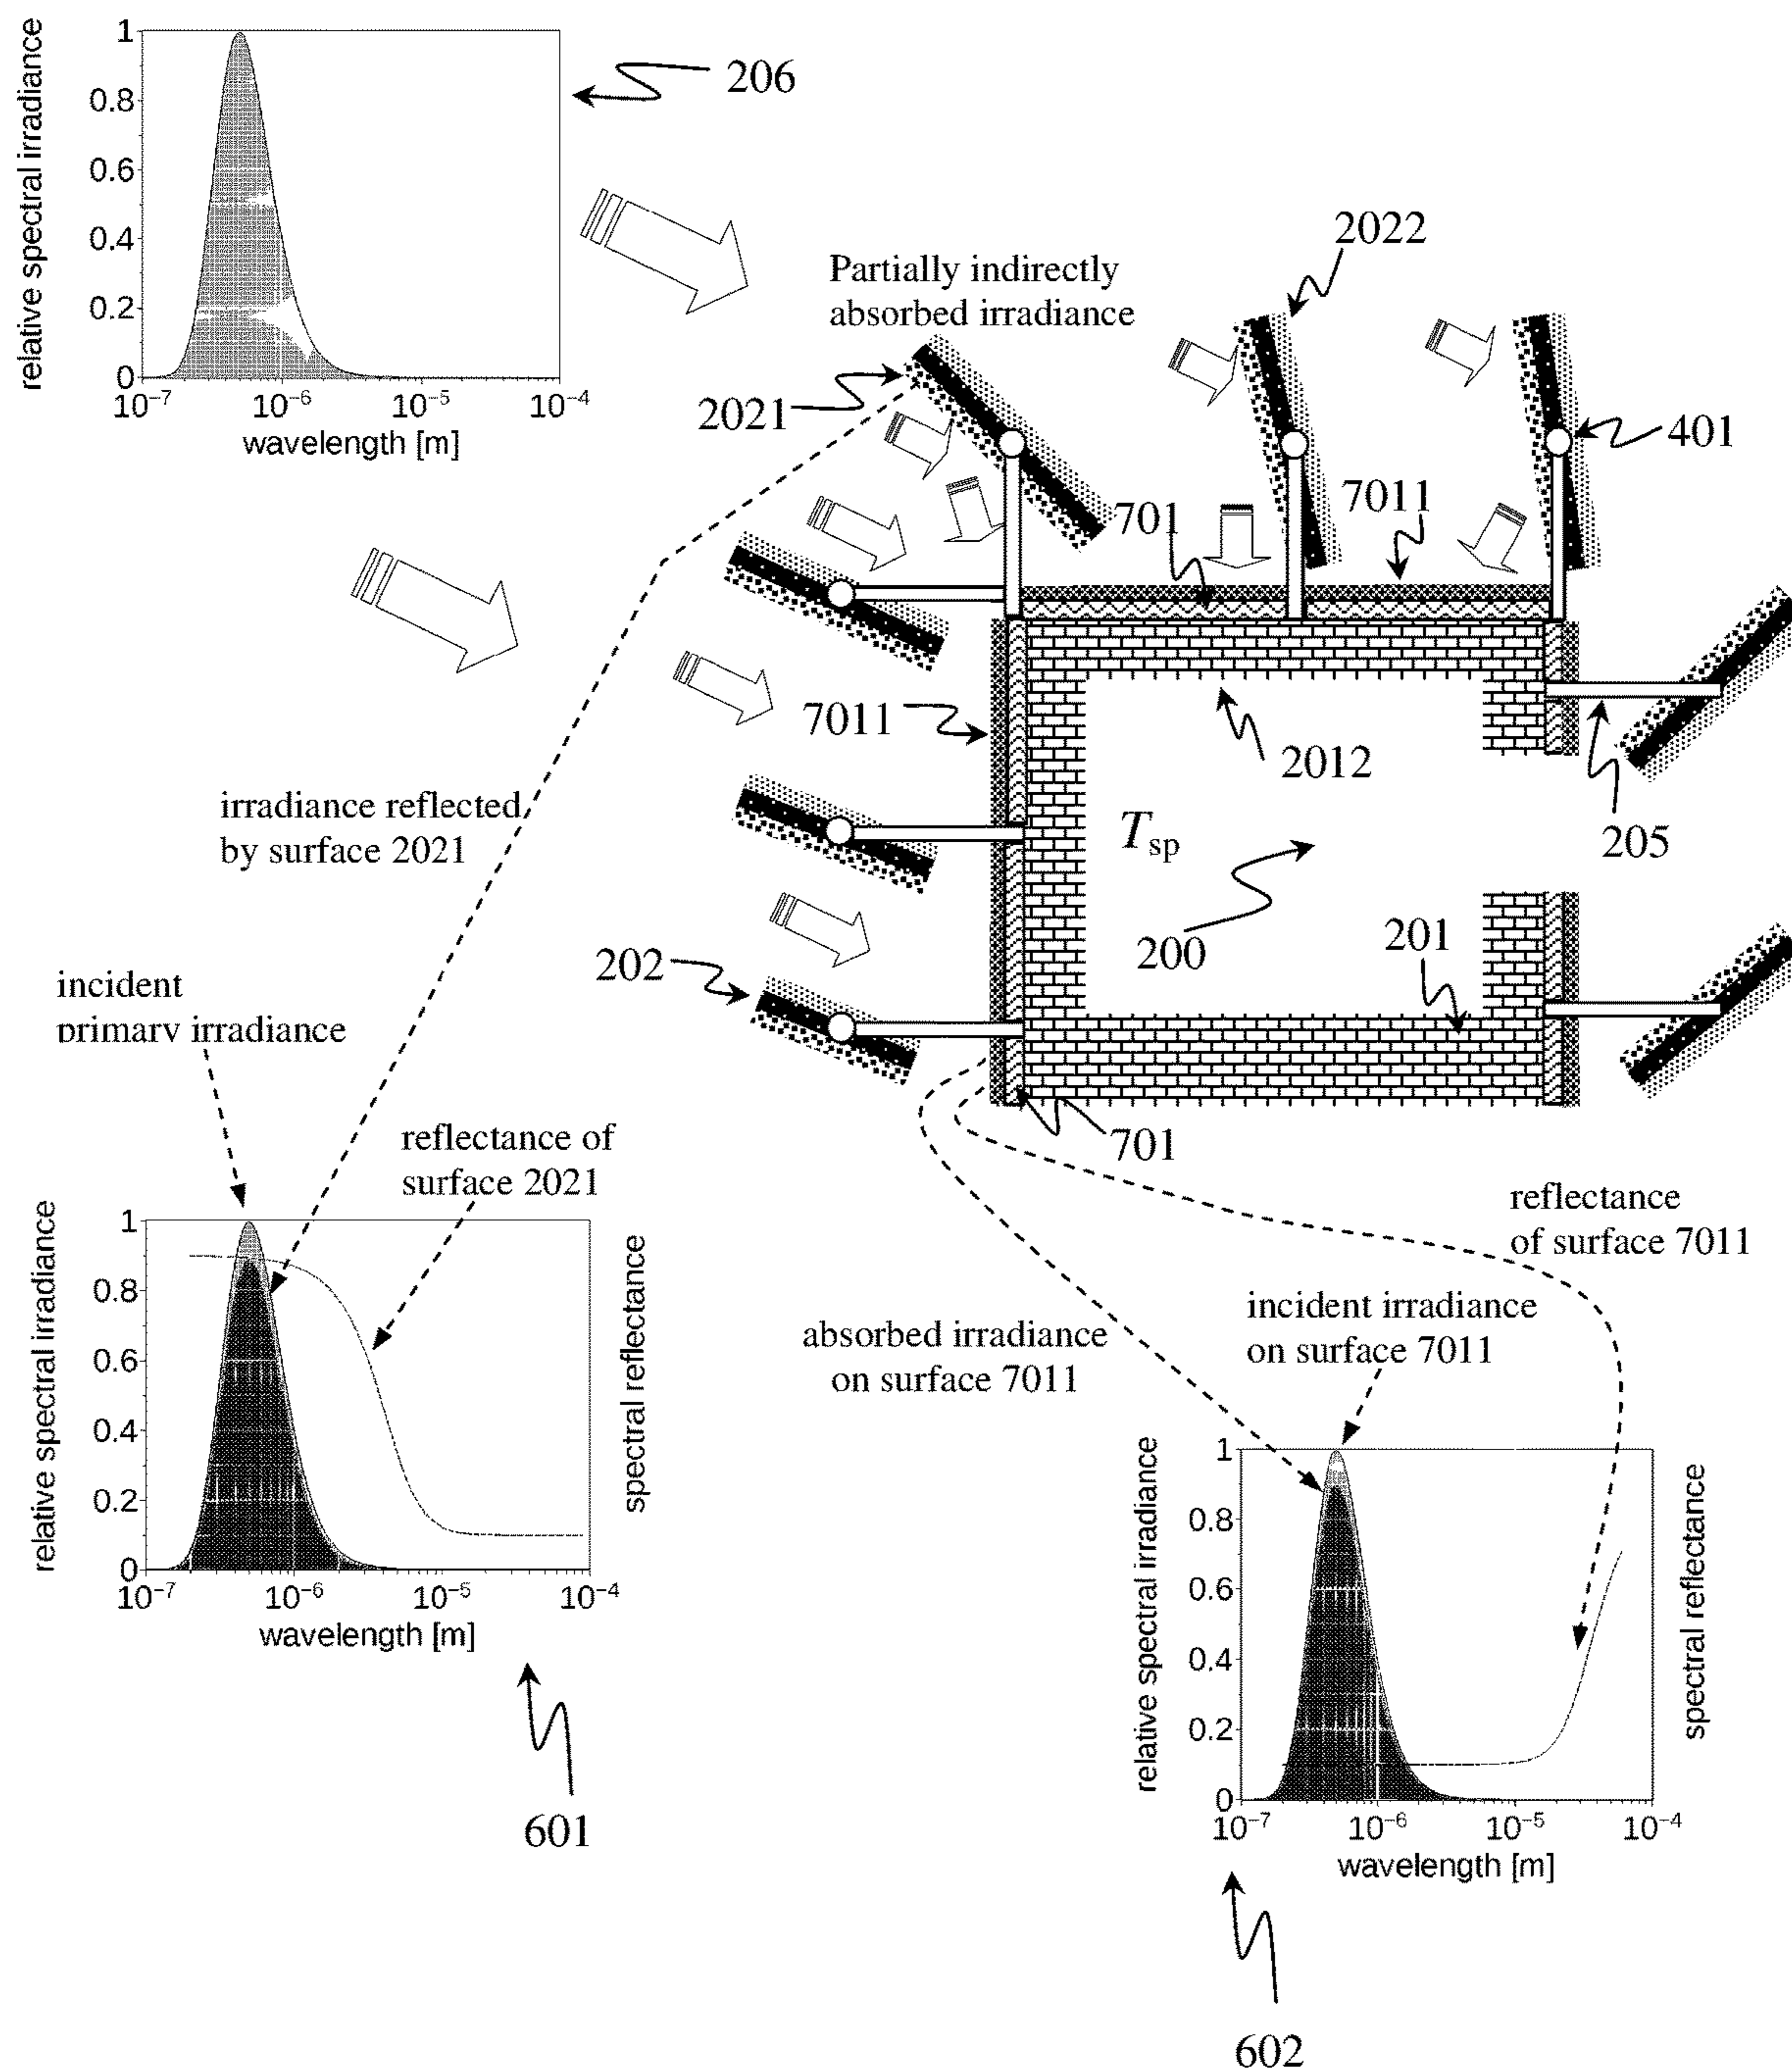 relative spectral irradiance
1
0.8
0.6
0.4
0.2
0
10⁻⁷
10⁻⁶
10⁻⁵
10⁻⁴
wavelength [m]
206
2022
Partially indirectly
absorbed irradiance
2021
401
7011
701
7011
2012
T_sp
205
irradiance reflected
by surface 2021
200
201
202
incident
primary irradiance
701
reflectance of
surface 2021
reflectance
of surface 7011
incident irradiance
on surface 7011
absorbed irradiance
on surface 7011
relative spectral irradiance
1
0.8
0.6
0.4
0.2
0
10⁻⁷
10⁻⁶
10⁻⁵
10⁻⁴
wavelength [m]
spectral reflectance
601
relative spectral irradiance
1
0.8
0.6
0.4
0.2
0
10⁻⁷
10⁻⁶
10⁻⁵
10⁻⁴
wavelength [m]
spectral reflectance
602